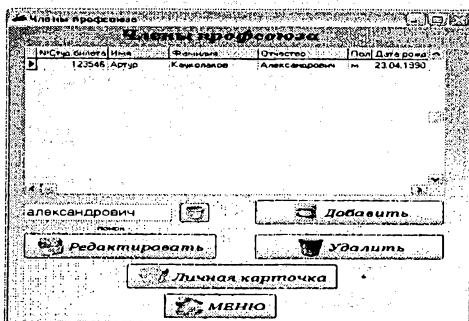 Члены профсоюза
Члены профсоюза
№Студ билета Имя Фамилия Отчество Пол Дата рожд
123546 Артур Александрович м 23.04.1990
александрович
поиск
Добавить
Редактировать
Удалить
Личная карточка
МЕНЮ